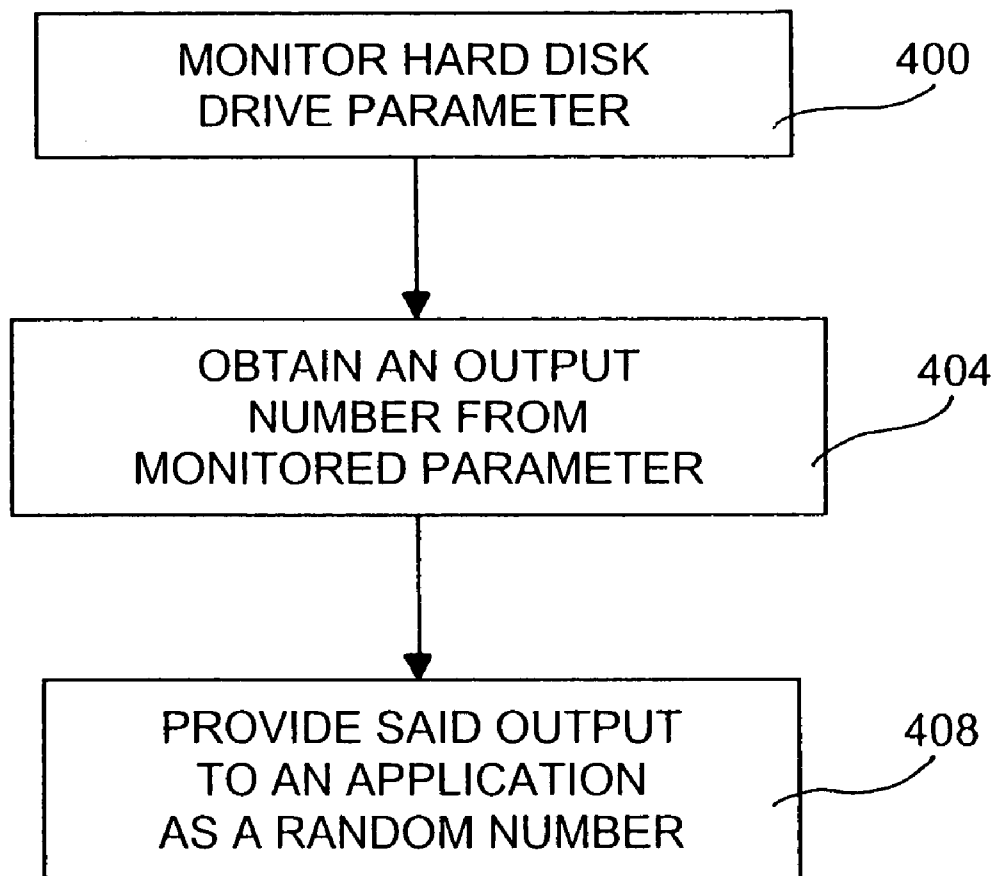 MONITOR HARD DISK
DRIVE PARAMETER
400
OBTAIN AN OUTPUT
NUMBER FROM
MONITORED PARAMETER
404
PROVIDE SAID OUTPUT
TO AN APPLICATION
AS A RANDOM NUMBER
408